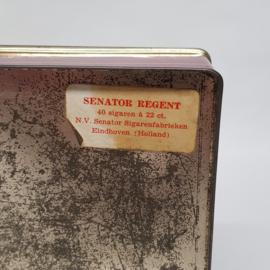 SENATOR REGENT
40 sigaren à 22 ct.
N.V. Senator Sigarenfabrieken
Eindhoven (Holland)